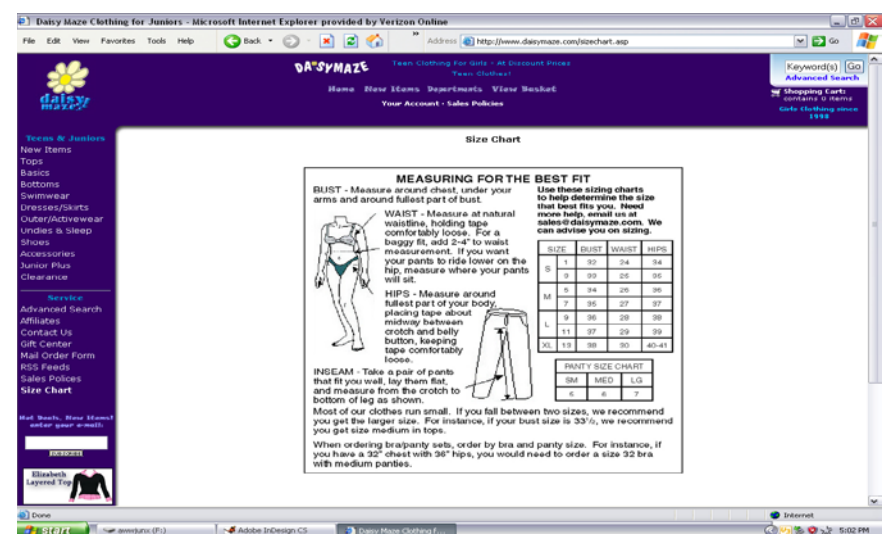 Daisy Maze Clothing for Juniors - Microsoft Internet Explorer provided by Verizon Online
File Edit View Favorites Tools Help
Back
Address http://www.daisymaze.com/sizechart.asp
Go
daisy maze
DAISYMAZE
Teen Clothing For Girls - At Discount Prices
Teen Clothes!
Home New Items Departments View Basket
Your Account - Sales Policies
Keyword(s) Go
Advanced Search
Shopping Cart:
contains 0 items
Girls Clothing since
1998
Teens & Juniors
New Items
Tops
Basics
Bottoms
Swimwear
Dresses/Skirts
Outer/Activewear
Undies & Sleep
Shoes
Accessories
Junior Plus
Clearance
Service
Advanced Search
Affiliates
Contact Us
Gift Center
Mail Order Form
RSS Feeds
Sales Polices
Size Chart
Hot Deals, New Items!
enter your e-mail:
Elizabeth
Layered Top
Size Chart
MEASURING FOR THE BEST FIT
BUST - Measure around chest, under your
arms and around fullest part of bust.
WAIST - Measure at natural
waistline, holding tape
comfortably loose. For a
baggy fit, add 2-4" to waist
measurement. If you want
your pants to ride lower on the
hip, measure where your pants
will sit.
HIPS - Measure around
fullest part of your body,
placing tape about
midway between
crotch and belly
button, keeping
tape comfortably
loose.
INSEAM - Take a pair of pants
that fit you well, lay them flat,
and measure from the crotch to
bottom of leg as shown.
Use these sizing charts
to help determine the size
that best fits you. Need
more help, email us at
sales@daisymaze.com. We
can advise you on sizing.
SIZE BUST WAIST HIPS
S 1 32 24 34
3 33 25 35
M 5 34 26 36
7 35 27 37
L 9 36 28 38
11 37 29 39
XL 13 38 30 40-41
PANTY SIZE CHART
SM MED LG
5 6 7
Most of our clothes run small. If you fall between two sizes, we recommend
you get the larger size. For instance, if your bust size is 33½, we recommend
you get size medium in tops.
When ordering bra/panty sets, order by bra and panty size. For instance, if
you have a 32" chest with 36" hips, you would need to order a size 32 bra
with medium panties.
Done
Internet
start
Adobe InDesign CS
Daisy Maze Clothing f...
5:02 PM